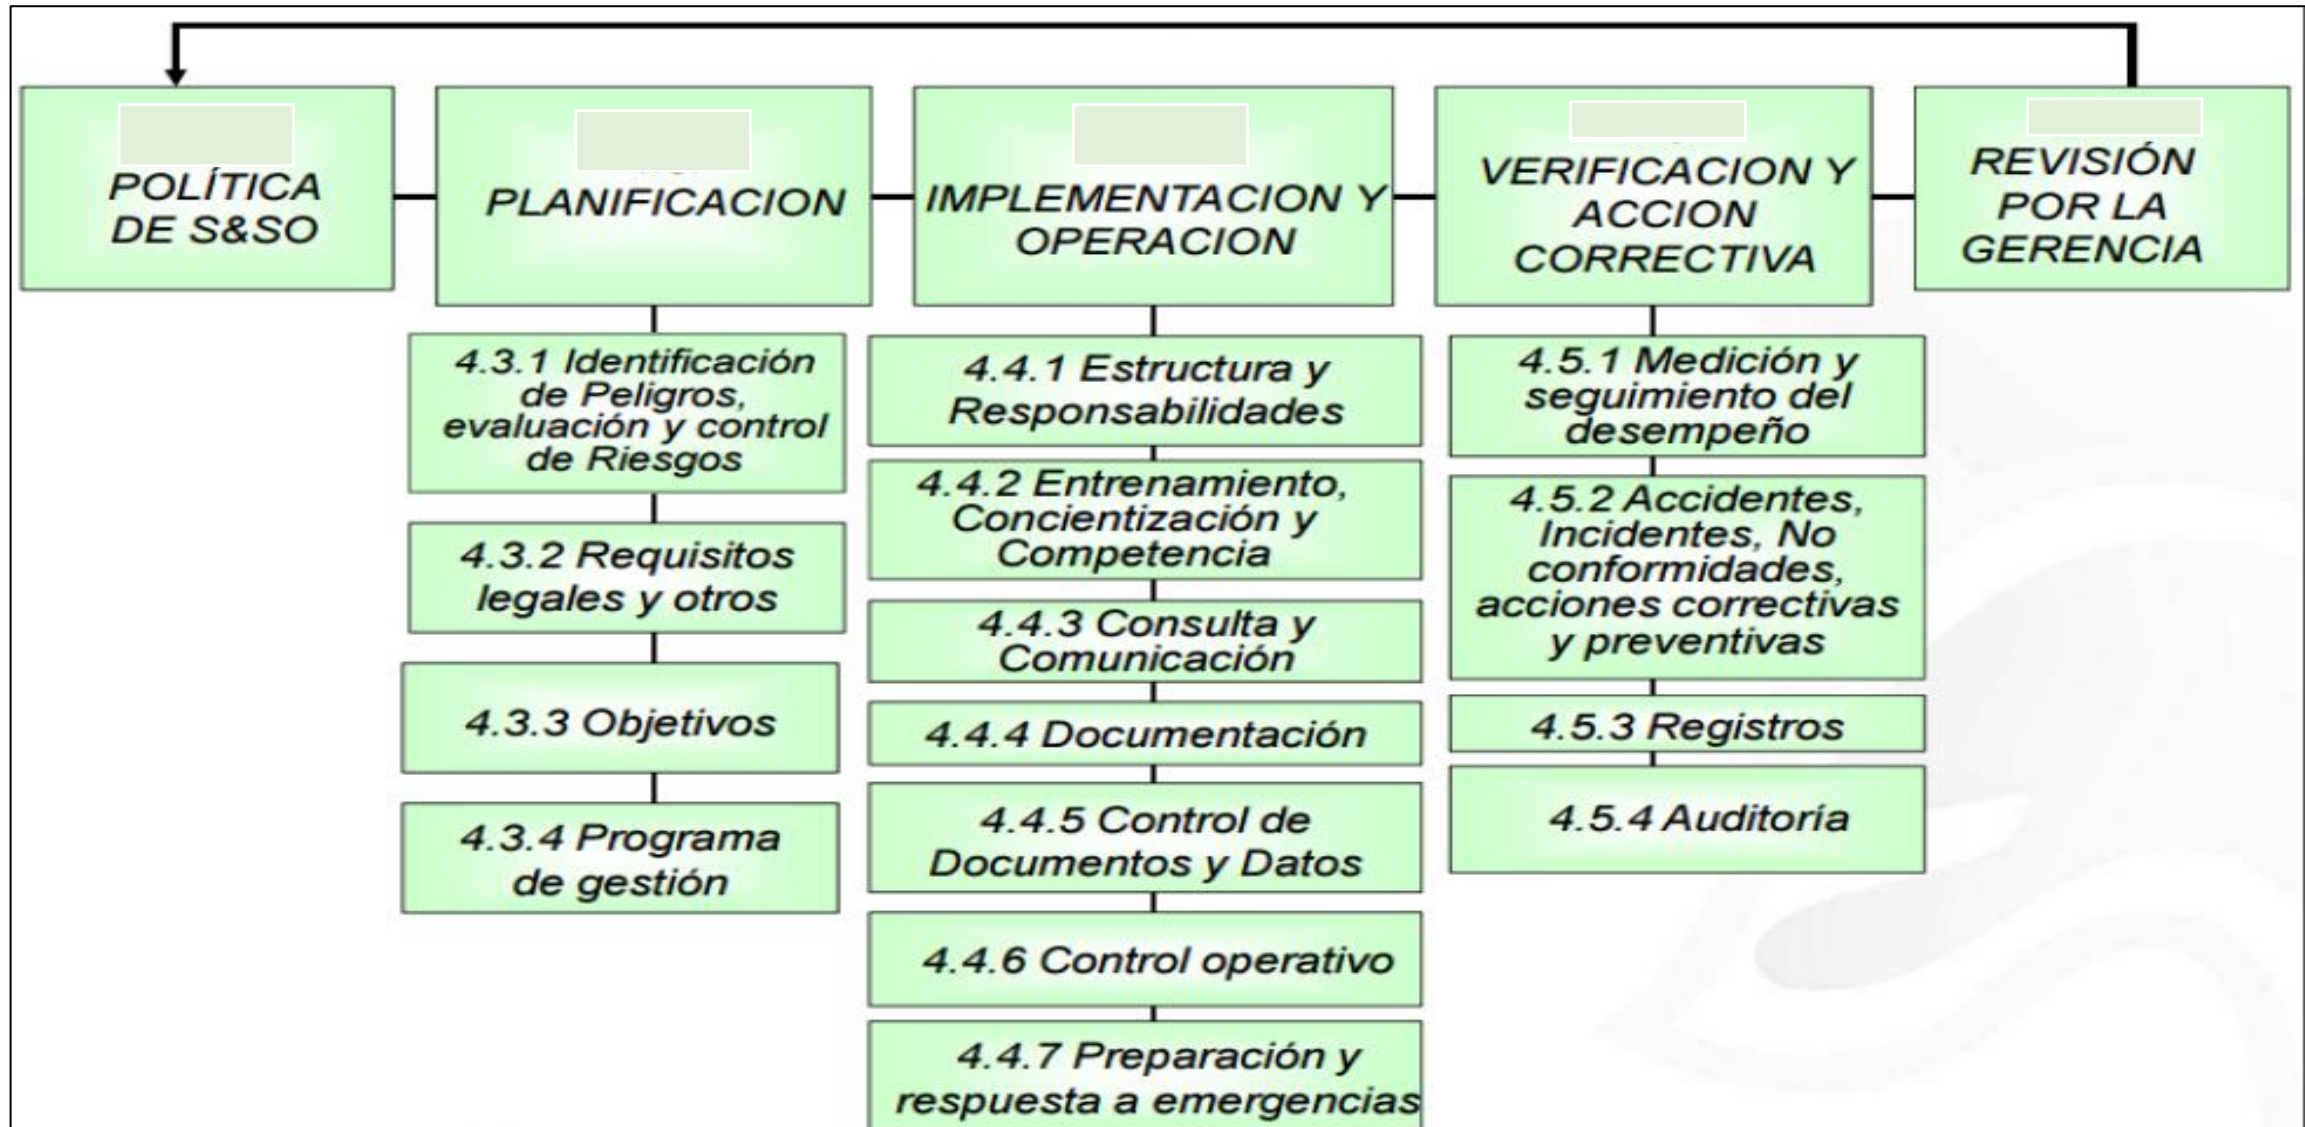 POLÍTICA
DE S&SO
PLANIFICACION
IMPLEMENTACION Y
OPERACION
VERIFICACION Y
ACCION
CORRECTIVA
REVISIÓN
POR LA
GERENCIA
4.3.1 Identificación
de Peligros,
evaluación y control
de Riesgos
4.3.2 Requisitos
legales y otros
4.3.3 Objetivos
4.3.4 Programa
de gestión
4.4.1 Estructura y
Responsabilidades
4.4.2 Entrenamiento,
Concientización y
Competencia
4.4.3 Consulta y
Comunicación
4.4.4 Documentación
4.4.5 Control de
Documentos y Datos
4.4.6 Control operativo
4.4.7 Preparación y
respuesta a emergencias
4.5.1 Medición y
seguimiento del
desempeño
4.5.2 Accidentes,
Incidentes, No
conformidades,
acciones correctivas
y preventivas
4.5.3 Registros
4.5.4 Auditoría